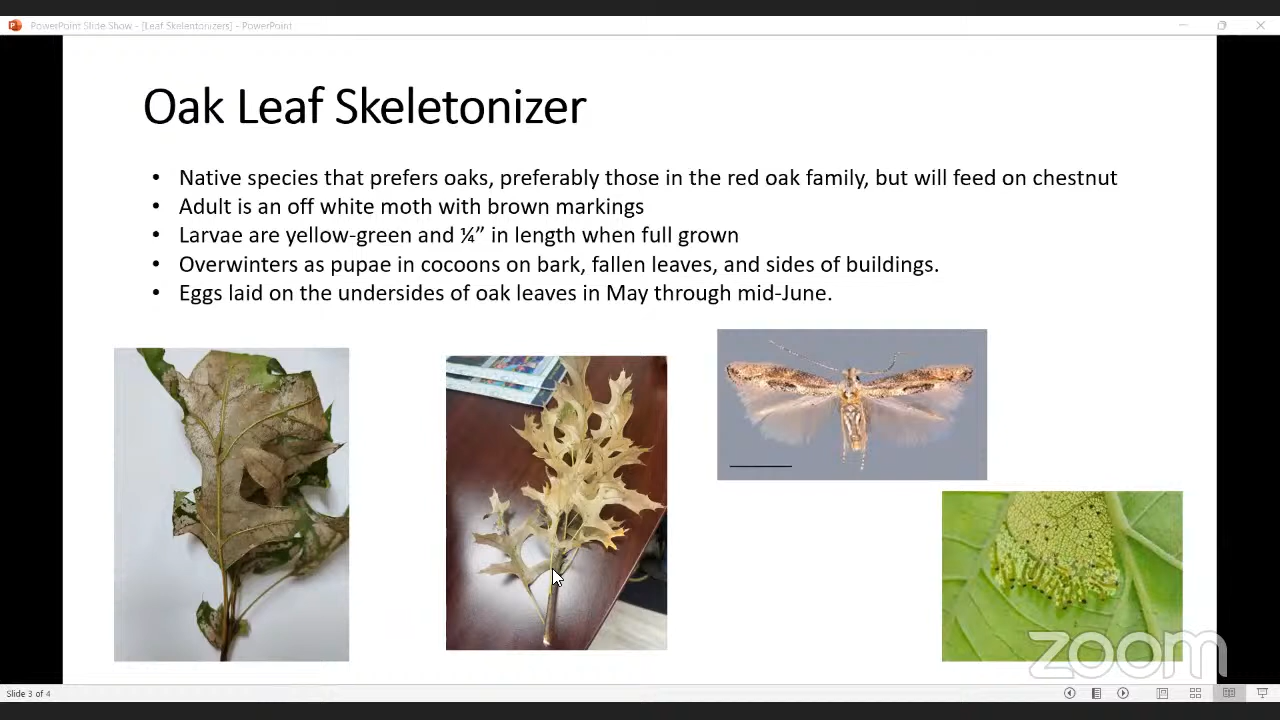 PowerPoint Slide Show - [Leaf Skelentonizers] - PowerPoint
Oak Leaf Skeletonizer
• Native species that prefers oaks, preferably those in the red oak family, but will feed on chestnut
• Adult is an off white moth with brown markings
• Larvae are yellow-green and ¼” in length when full grown
• Overwinters as pupae in cocoons on bark, fallen leaves, and sides of buildings.
• Eggs laid on the undersides of oak leaves in May through mid-June.
zoom
Slide 3 of 4